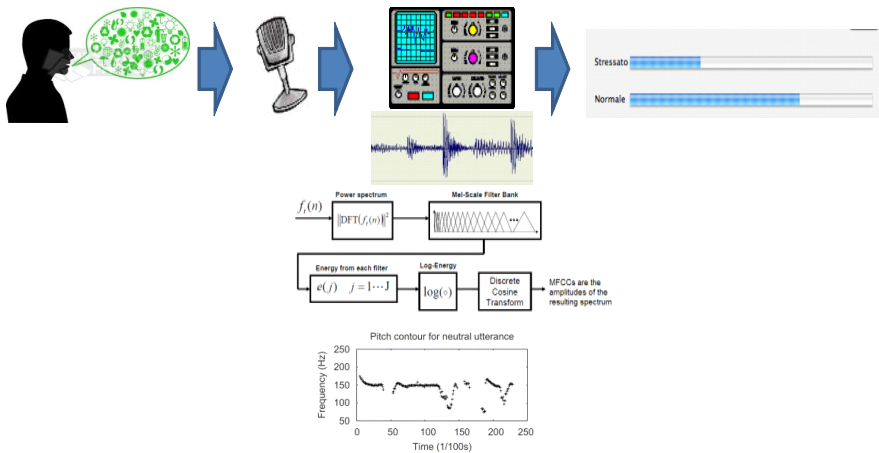 Stressato
Normale
Power spectrum
Mel-Scale Filter Bank
f_t(n)
||DFT(f_t(n))||²
...
Energy from each filter
Log-Energy
e(j) j = 1⋯J
log(∘)
Discrete
Cosine
Transform
MFCCs are the
amplitudes of the
resulting spectrum
Pitch contour for neutral utterance
Frequency (Hz)
250
200
150
100
50
0 50 100 150 200 250
Time (1/100s)